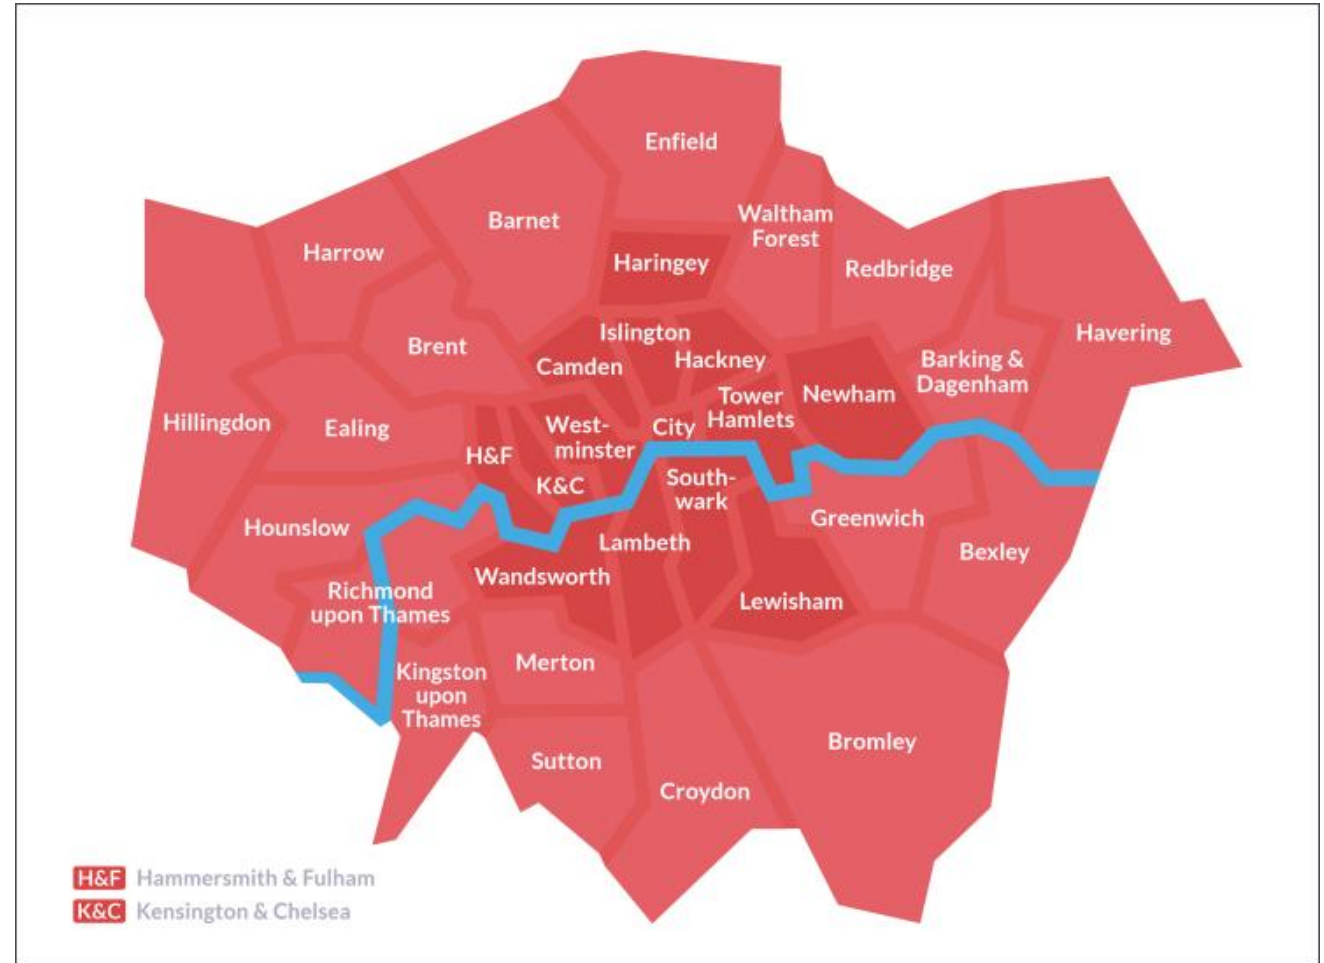 Enfield
Barnet
Waltham
Forest
Harrow
Haringey
Redbridge
Islington
Havering
Brent
Camden
Hackney
Barking &
Dagenham
Newham
Tower
Hamlets
Hillingdon
Ealing
West-
minster
City
H&F
K&C
South-
wark
Hounslow
Greenwich
Lambeth
Bexley
Wandsworth
Richmond
upon Thames
Lewisham
Merton
Kingston
upon
Thames
Bromley
Sutton
Croydon
H&F Hammersmith & Fulham
K&C Kensington & Chelsea